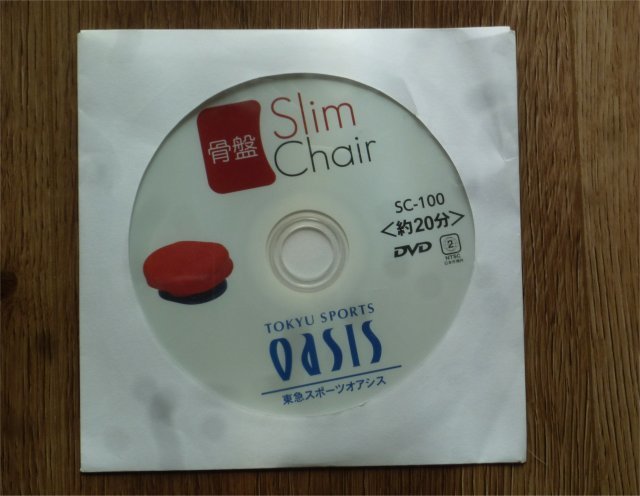 骨盤
Slim
Chair
SC-100
<約20分>
DVD
2
NTSC
TOKYU SPORTS
oasis
東急スポーツオアシス